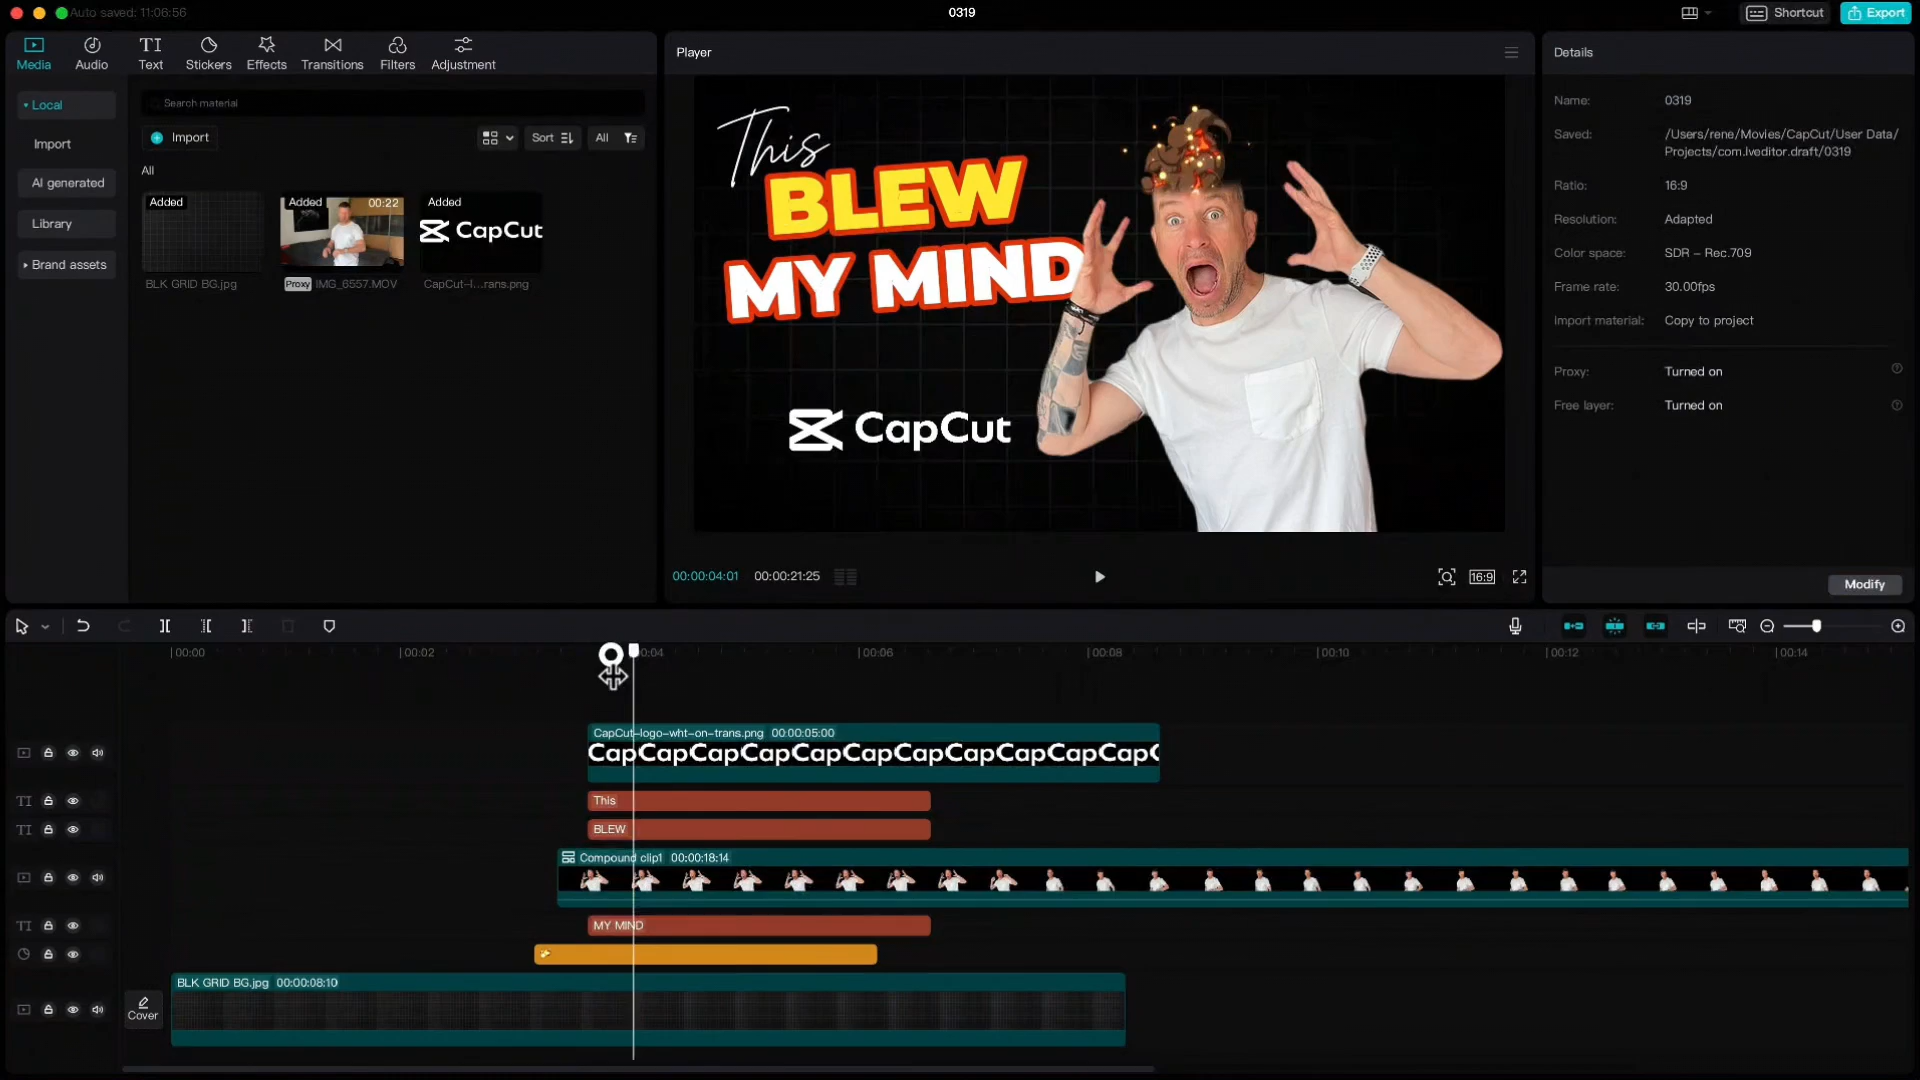 Auto saved: 11:06:56
0319
Shortcut
Export
Media
Audio
TI
Text
Stickers
Effects
Transitions
Filters
Adjustment
Local
Import
AI generated
Library
Brand assets
Search material
Import
Sort
All
All
Added
Added
00:22
Added
CapCut
BLK GRID BG.jpg
Proxy
IMG_6557.MOV
CapCut-l...rans.png
Player
This
BLEW
MY MIND
CapCut
00:00:04:01
00:00:21:25
16:9
Details
Name:
0319
Saved:
/Users/rene/Movies/CapCut/User Data/
Projects/com.lveditor.draft/0319
Ratio:
16:9
Resolution:
Adapted
Color space:
SDR – Rec.709
Frame rate:
30.00fps
Import material:
Copy to project
Proxy:
Turned on
Free layer:
Turned on
Modify
00:00
00:02
0:04
00:06
00:08
00:10
00:12
00:14
CapCut-logo-wht-on-trans.png 00:00:05:00
CapCapCapCapCapCapCapCapCapCapCapC
TI
This
TI
BLEW
Compound clip1 00:00:18:14
TI
MY MIND
BLK GRID BG.jpg 00:00:08:10
Cover